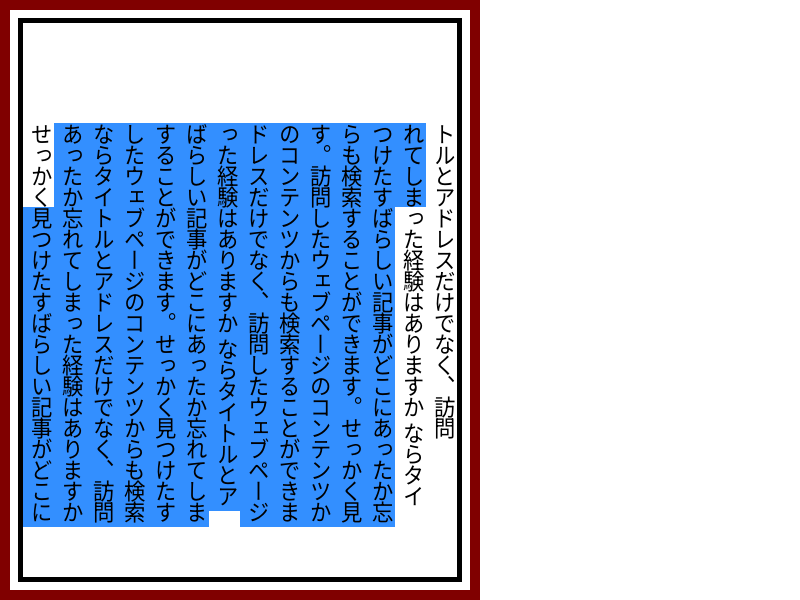 せっかく見つけたすばらしい記事がどこに
あったか忘れてしまった経験はありますか
ならタイトルとアドレスだけでなく、訪問
したウェブページのコンテンツからも検索
することができます。せっかく見つけたす
ばらしい記事がどこにあったか忘れてしま
った経験はありますか ならタイトルとア
ドレスだけでなく、訪問したウェブページ
のコンテンツからも検索することができま
す。訪問したウェブページのコンテンツか
らも検索することができます。せっかく見
つけたすばらしい記事がどこにあったか忘
れてしまった経験はありますか ならタイ
トルとアドレスだけでなく、訪問